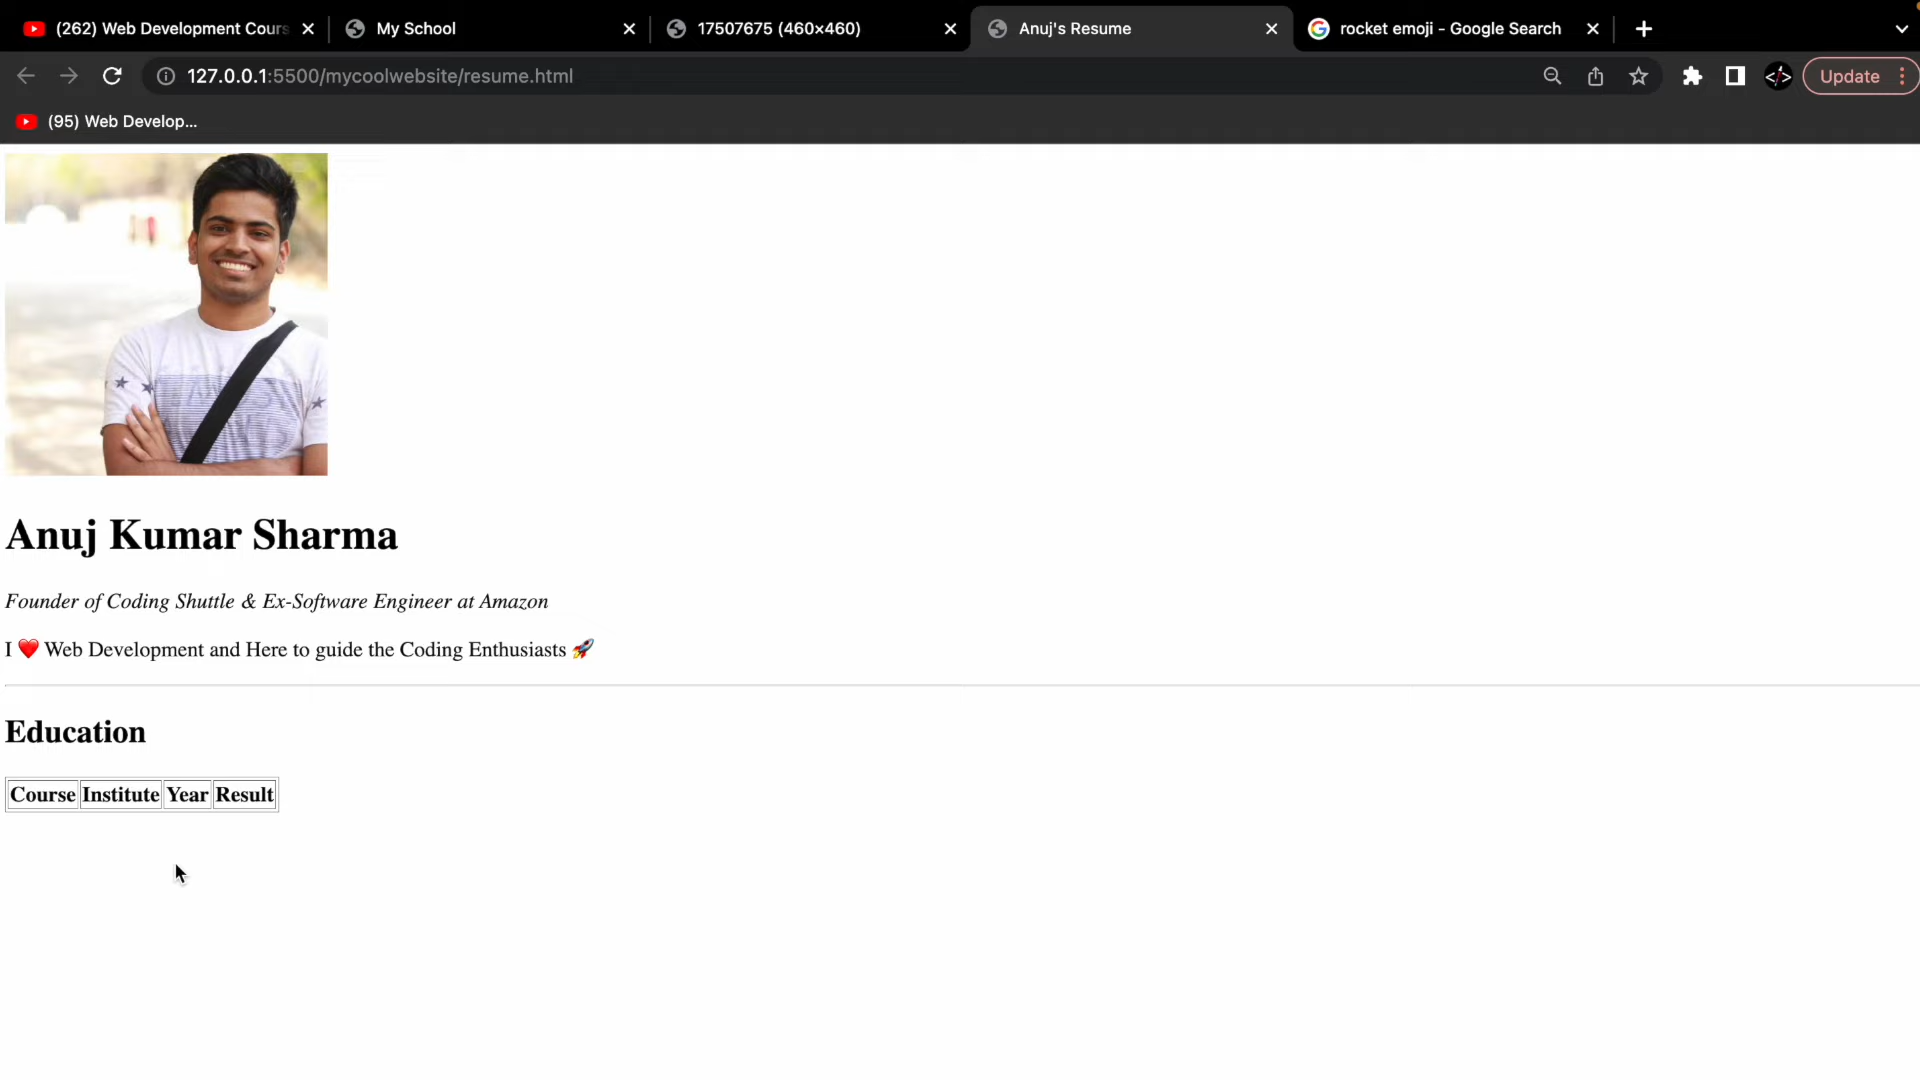 (262) Web Development Cours
My School
17507675 (460×460)
Anuj's Resume
rocket emoji - Google Search
127.0.0.1:5500/mycoolwebsite/resume.html
Update
(95) Web Develop...
Anuj Kumar Sharma
Founder of Coding Shuttle & Ex-Software Engineer at Amazon
I ❤️ Web Development and Here to guide the Coding Enthusiasts 🚀
Education
Course Institute Year Result